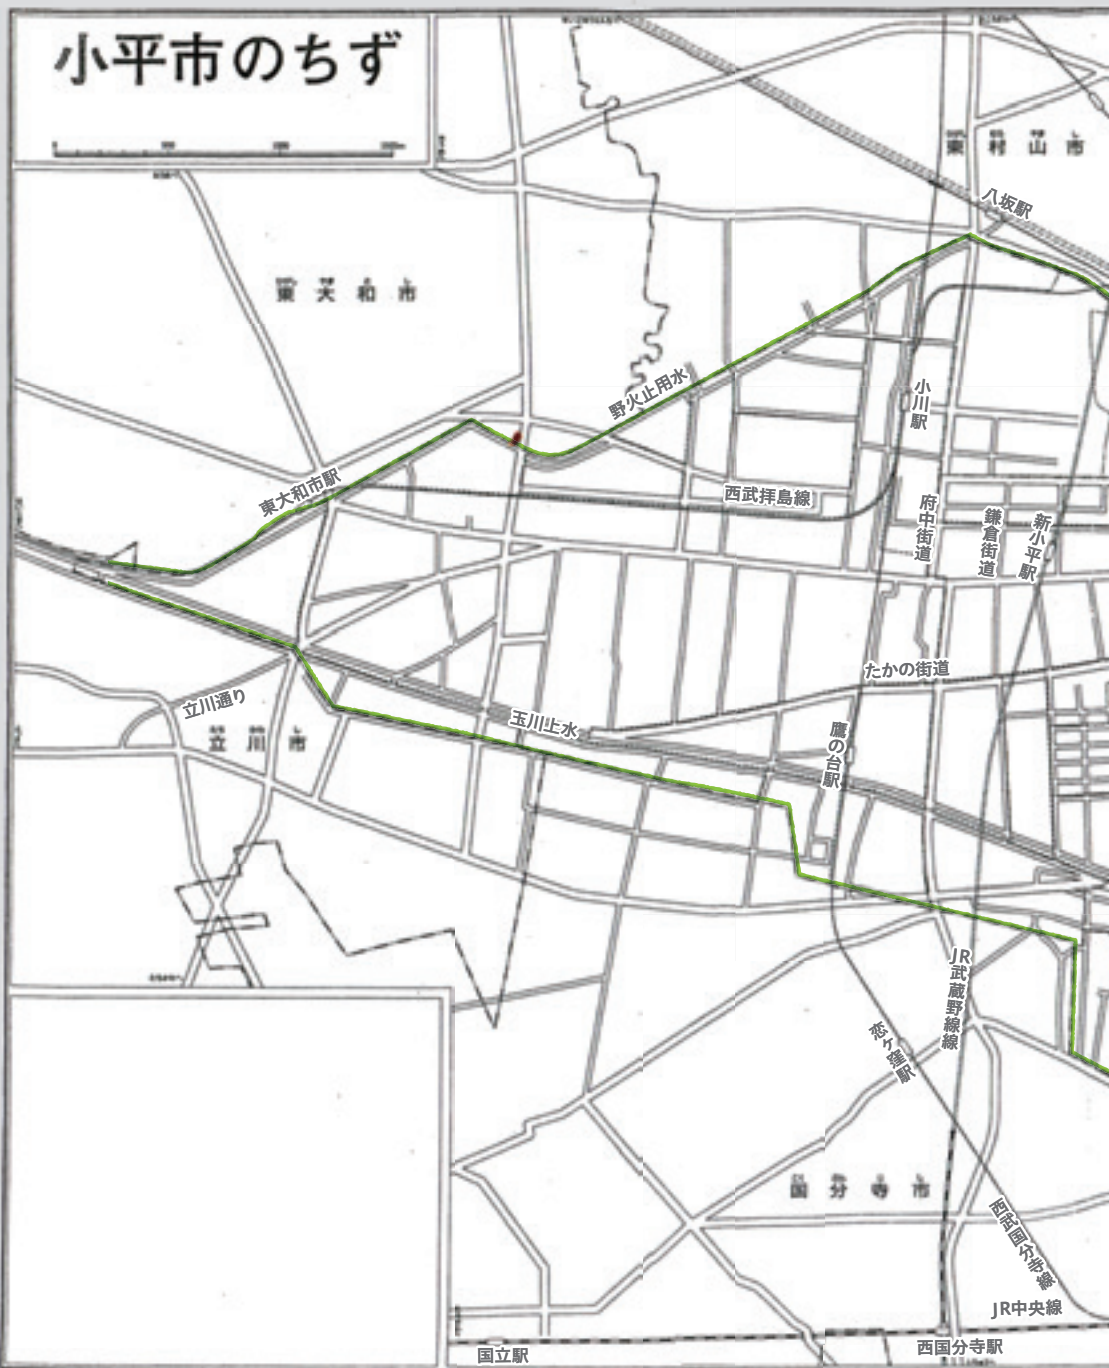 小平市のちず
東村山市
八坂駅
東大和市
野火止用水
小川駅
東大和市駅
西武拝島線
府中街道
鎌倉街道
新小平駅
たかの街道
立川通り
立川市
玉川上水
鷹の台駅
JR武蔵野線線
恋ヶ窪駅
国分寺市
西武国分寺線
JR中央線
国立駅
西国分寺駅